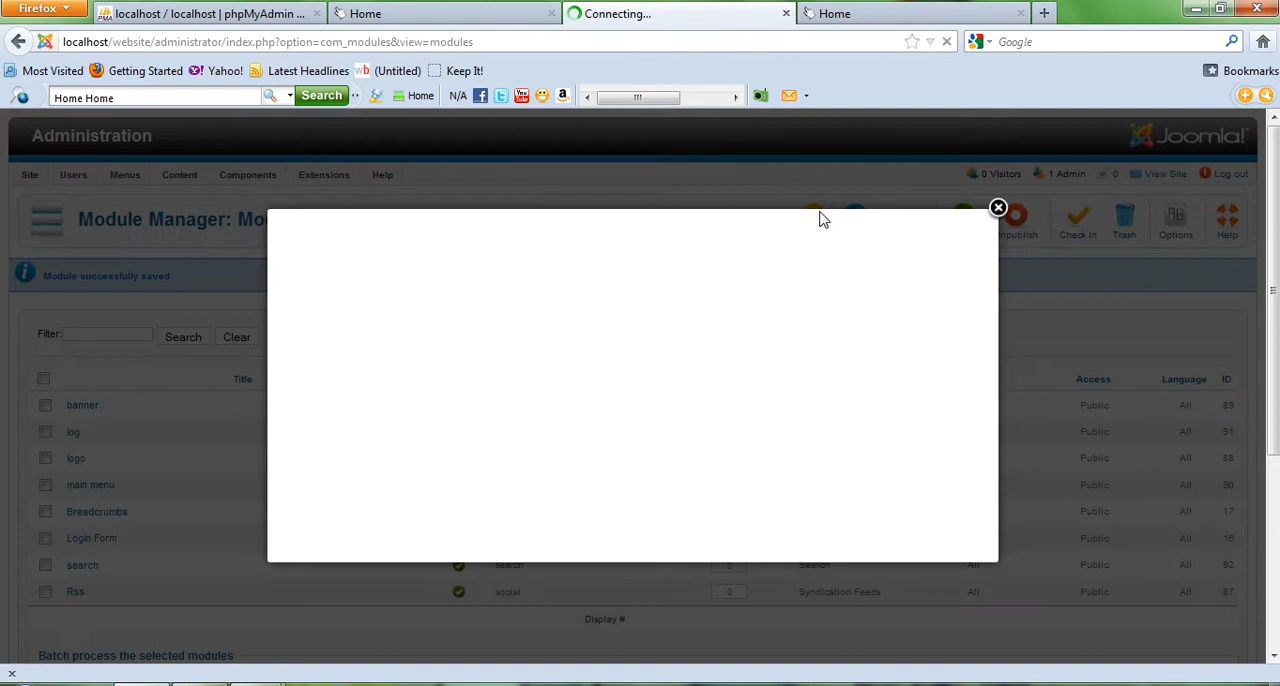 Firefox
localhost / localhost | phpMyAdmin ...
Home
Connecting...
Home
localhost/website/administrator/index.php?option=com_modules&view=modules
Google
Most Visited
Getting Started
Yahoo!
Latest Headlines
(Untitled)
Keep It!
Bookmarks
Home Home
Search
Home
N/A
Administration
Joomla!
Site
Users
Menus
Content
Components
Extensions
Help
0 Visitors
1 Admin
0
View Site
Log out
Module Manager: Mo
publish
Check In
Trash
Options
Help
Module successfully saved
Filter:
Search
Clear
Title
Access
Language
ID
banner
Public
All
89
log
Public
All
91
logo
Public
All
88
main menu
Public
All
90
Breadcrumbs
Public
All
17
Login Form
Public
All
16
search
search
0
Search
All
Public
All
92
Rss
social
0
Syndication Feeds
All
Public
All
87
Display #
Batch process the selected modules